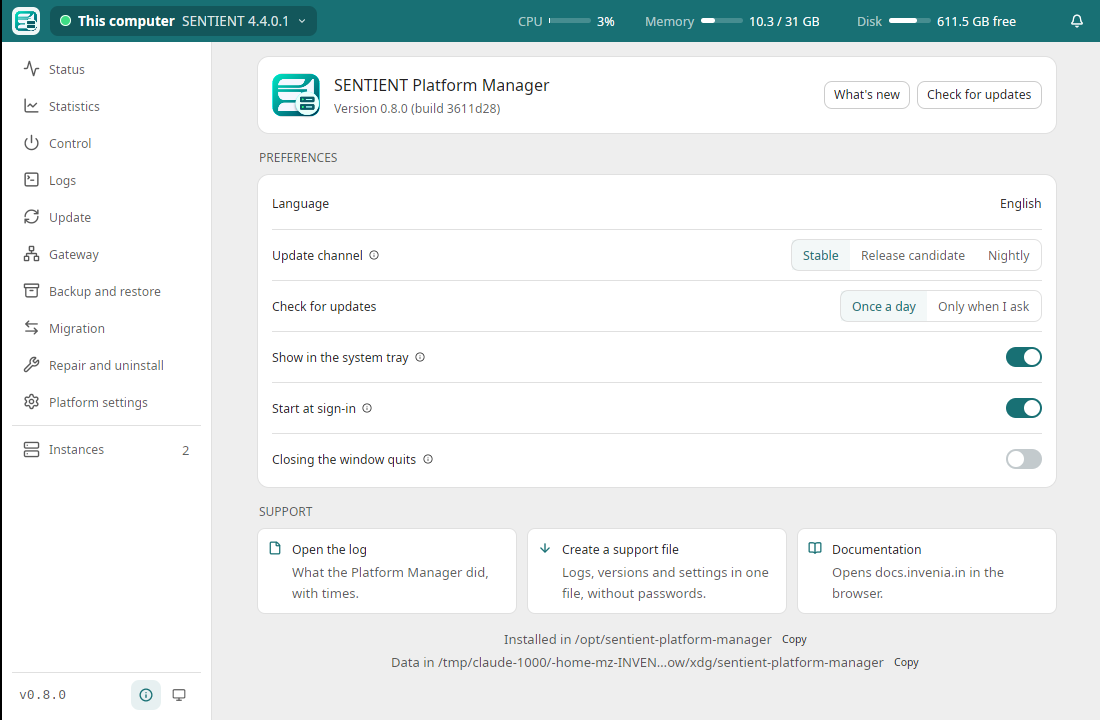 This computer SENTIENT 4.4.0.1
CPU 3%
Memory 10.3 / 31 GB
Disk 611.5 GB free
Status
Statistics
Control
Logs
Update
Gateway
Backup and restore
Migration
Repair and uninstall
Platform settings
Instances 2
v0.8.0
SENTIENT Platform Manager
Version 0.8.0 (build 3611d28)
What's new
Check for updates
PREFERENCES
Language English
Update channel Stable Release candidate Nightly
Check for updates Once a day Only when I ask
Show in the system tray
Start at sign-in
Closing the window quits
SUPPORT
Open the log
What the Platform Manager did,
with times.
Create a support file
Logs, versions and settings in one
file, without passwords.
Documentation
Opens docs.invenia.in in the
browser.
Installed in /opt/sentient-platform-manager Copy
Data in /tmp/claude-1000/-home-mz-INVEN...ow/xdg/sentient-platform-manager Copy